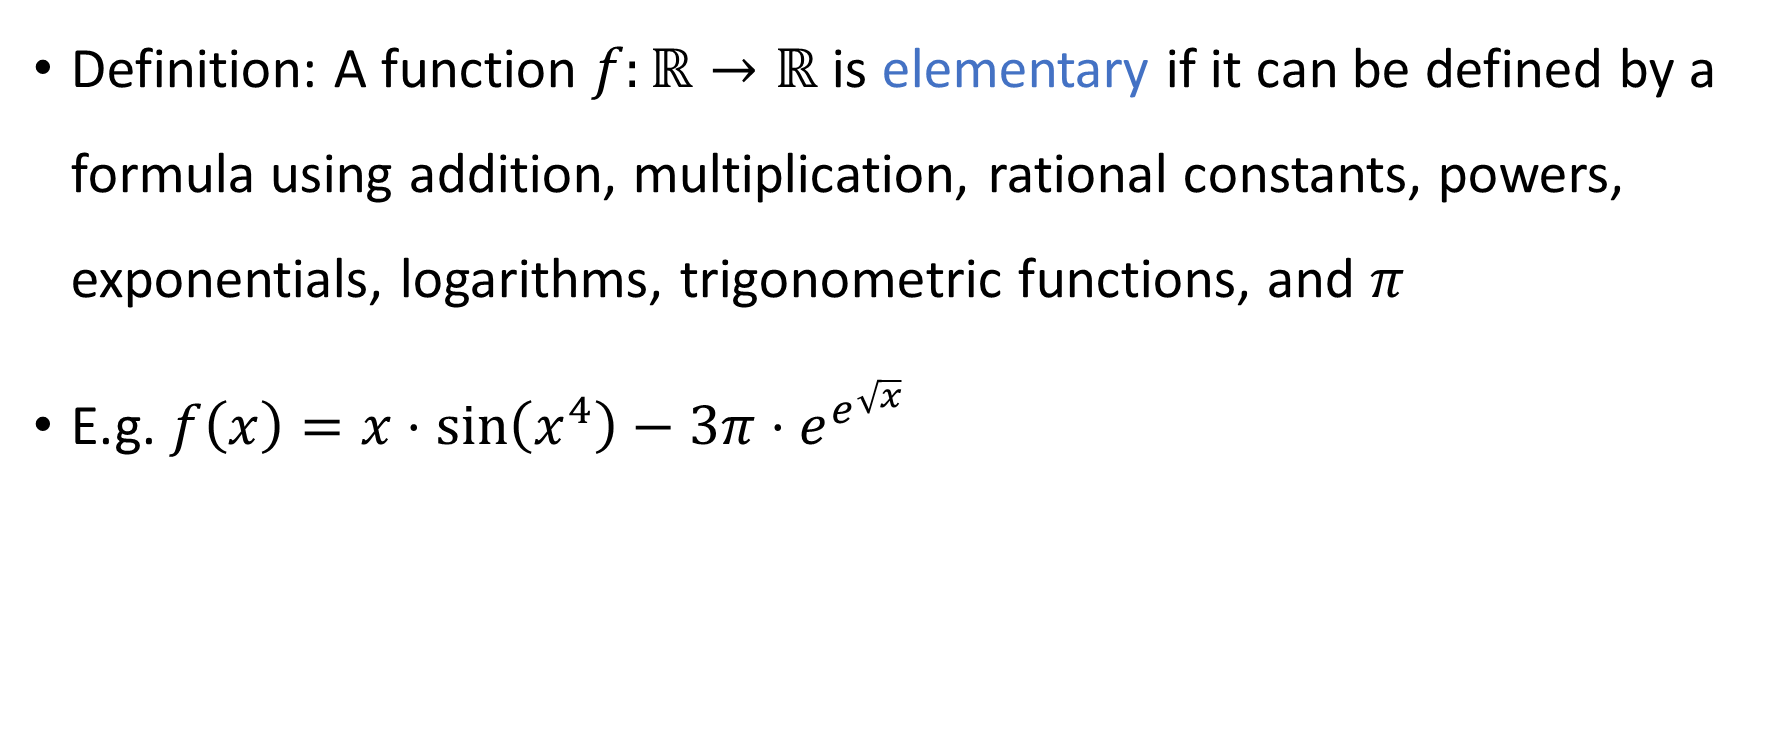 • Definition: A function 𝑓: ℝ → ℝ is elementary if it can be defined by a
formula using addition, multiplication, rational constants, powers,
exponentials, logarithms, trigonometric functions, and 𝜋
• E.g. 𝑓(𝑥) = 𝑥 ⋅ sin(𝑥⁴) − 3𝜋 ⋅ 𝑒^{𝑒^{√𝑥}}